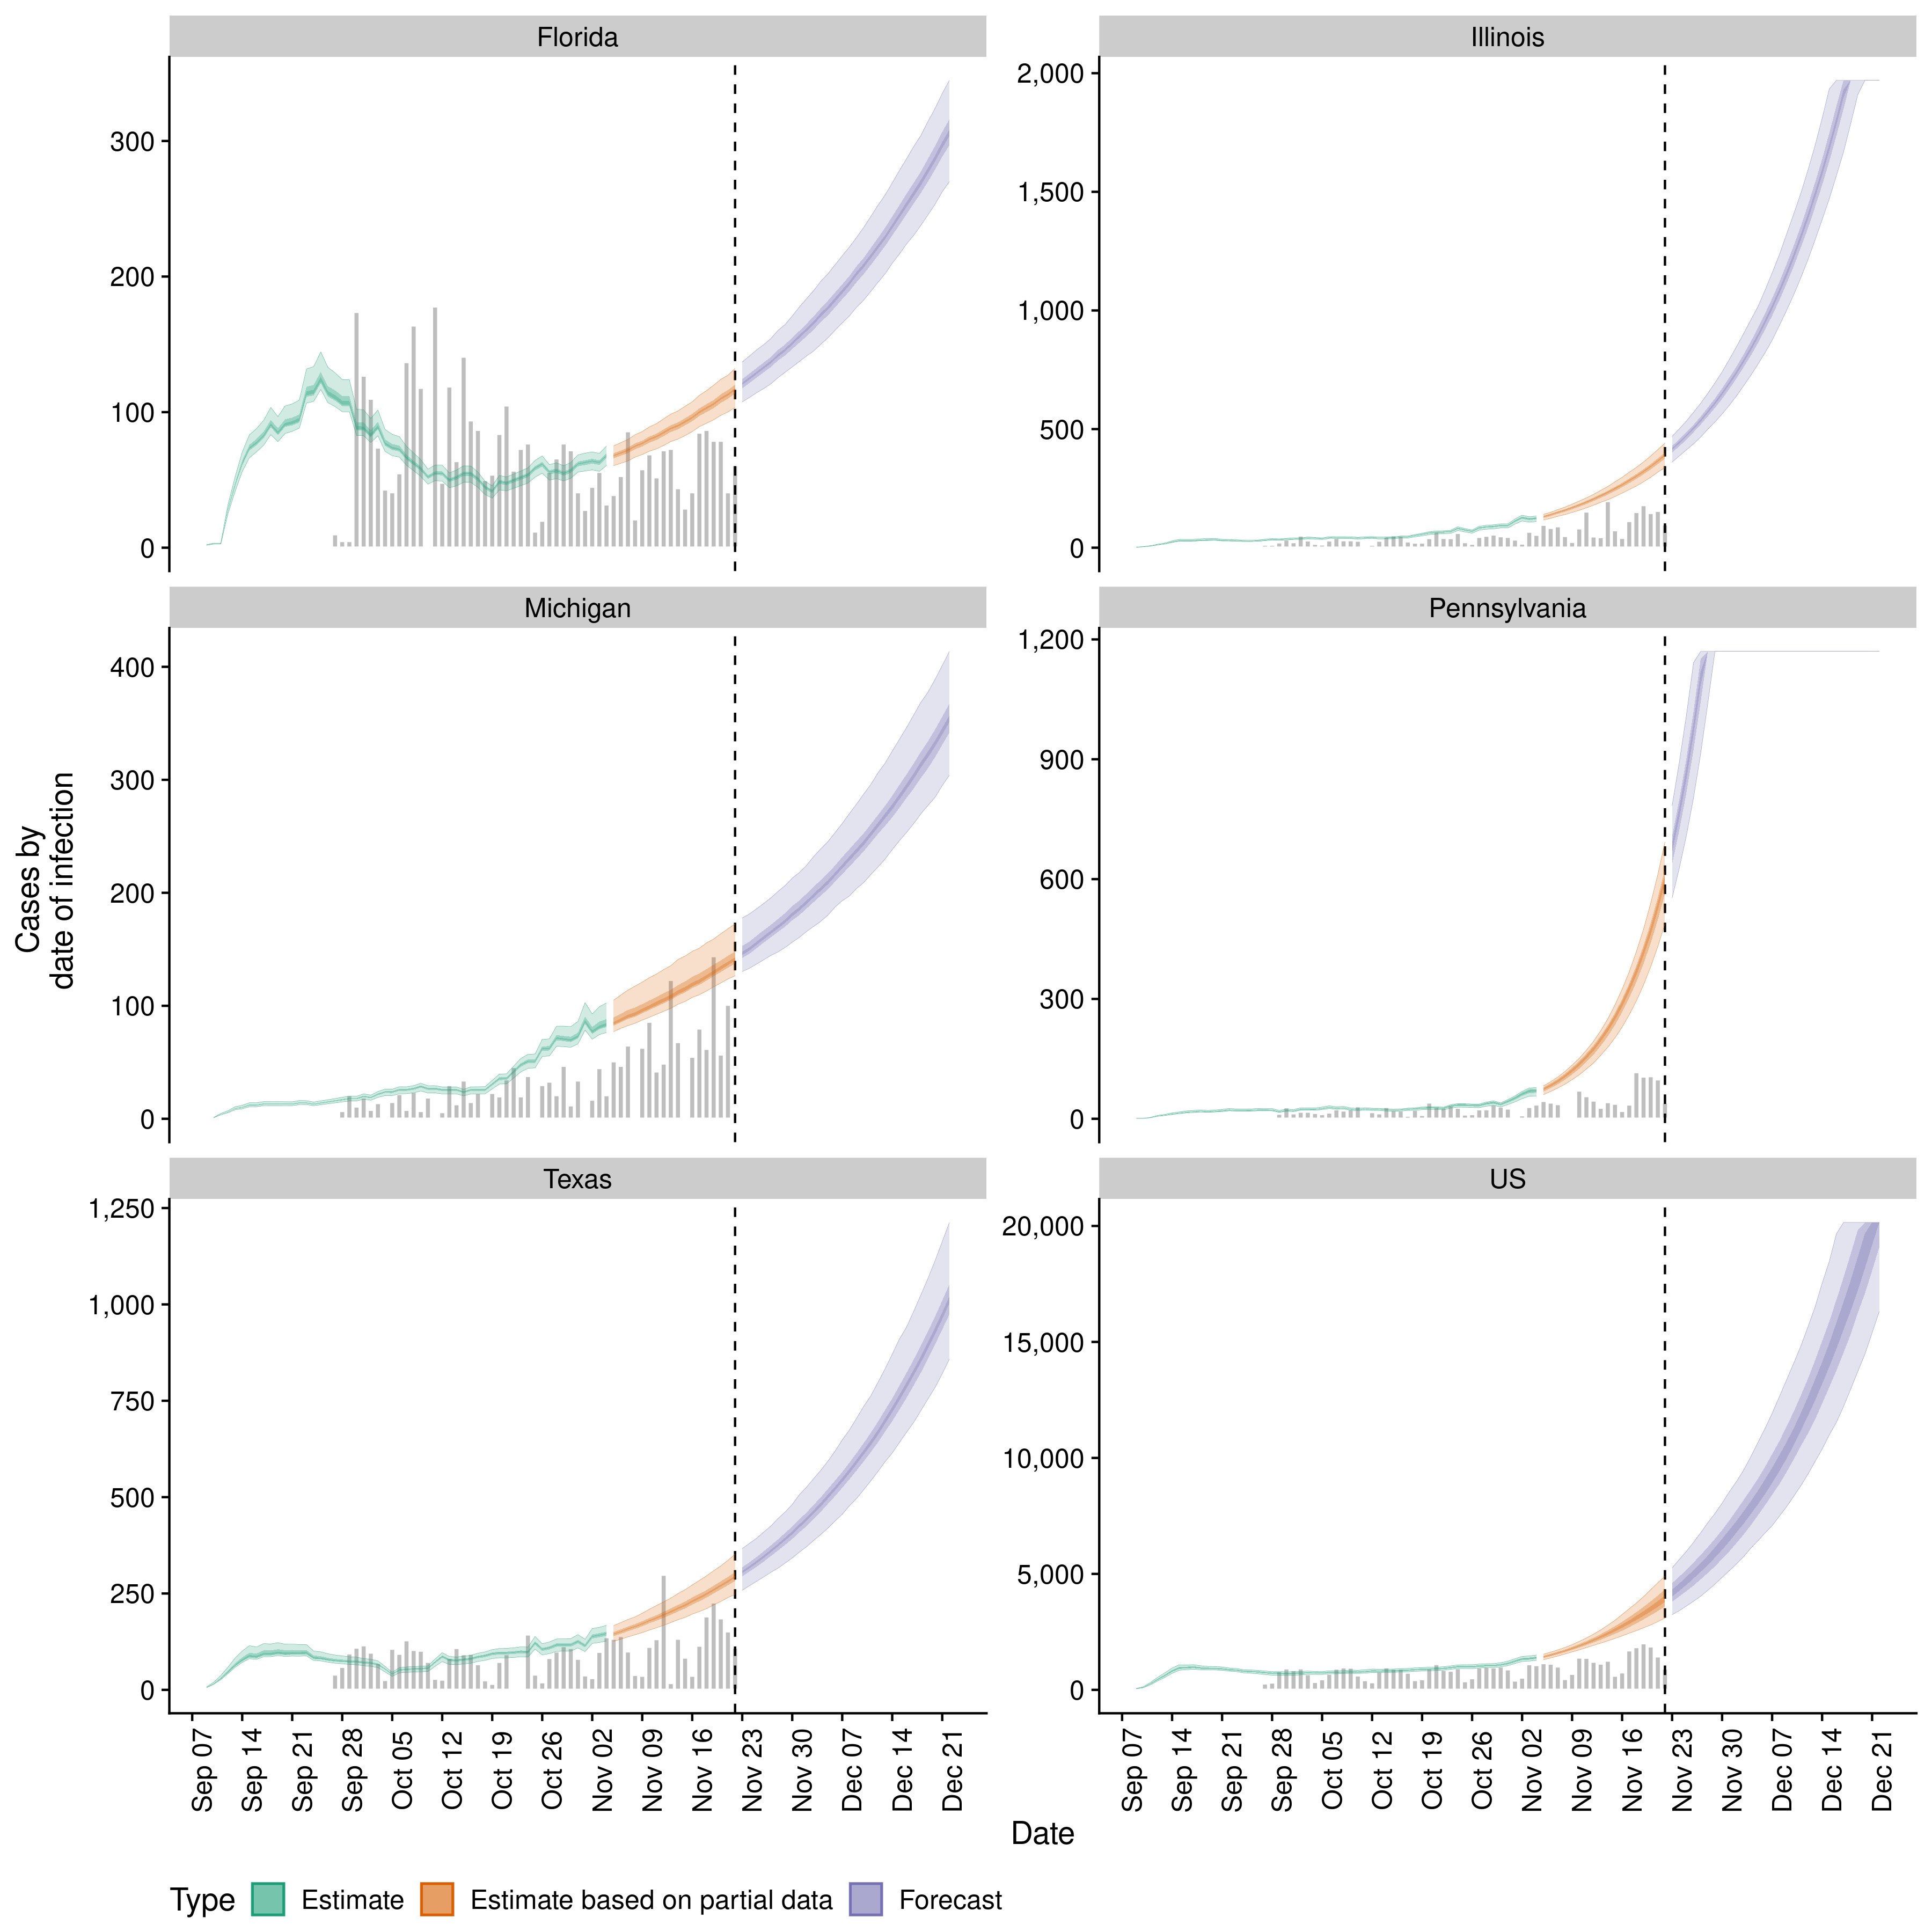 Florida
Illinois
300
200
100
0
2,000
1,500
1,000
500
0
Michigan
Pennsylvania
400
300
200
100
0
1,200
900
600
300
0
Texas
US
1,250
1,000
750
500
250
0
20,000
15,000
10,000
5,000
0
Cases by
date of infection
Sep 07
Sep 14
Sep 21
Sep 28
Oct 05
Oct 12
Oct 19
Oct 26
Nov 02
Nov 09
Nov 16
Nov 23
Nov 30
Dec 07
Dec 14
Dec 21
Sep 07
Sep 14
Sep 21
Sep 28
Oct 05
Oct 12
Oct 19
Oct 26
Nov 02
Nov 09
Nov 16
Nov 23
Nov 30
Dec 07
Dec 14
Dec 21
Date
Type Estimate Estimate based on partial data Forecast